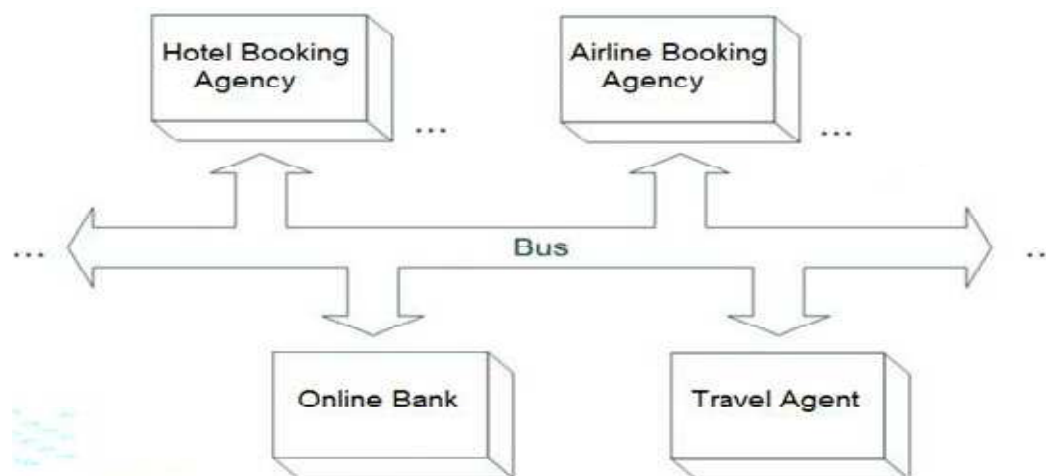 Hotel Booking
Agency
...
Airline Booking
Agency
...
...
Bus
..
Online Bank
Travel Agent